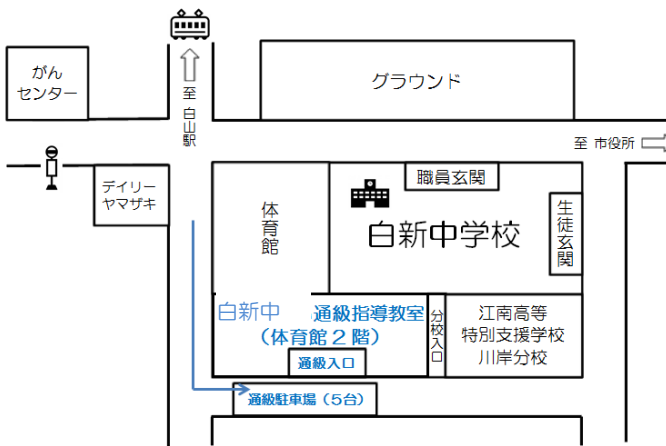 がん
センター
至 白山駅
グラウンド
至 市役所
デイリー
ヤマザキ
体育館
職員玄関
白新中学校
生徒玄関
白新中 通級指導教室
（体育館２階）
通級入口
分校入口
江南高等
特別支援学校
川岸分校
通級駐車場（５台）